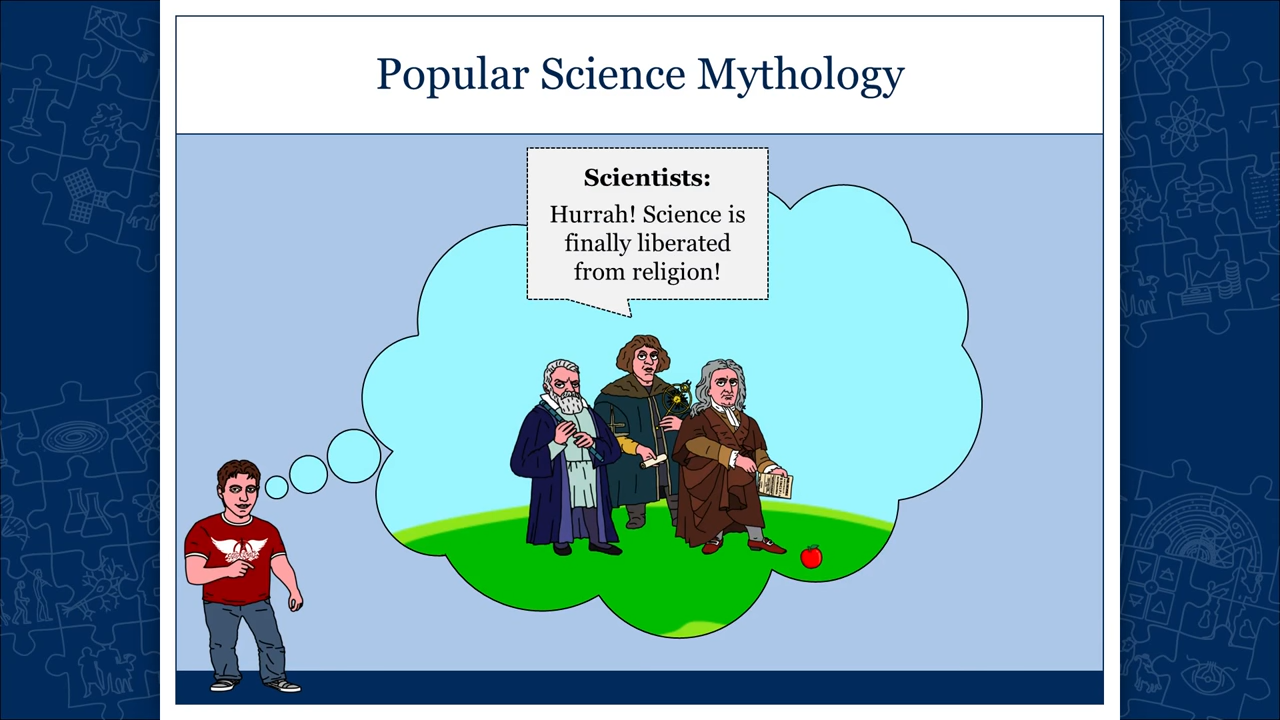 Popular Science Mythology
Scientists:
Hurrah! Science is
finally liberated
from religion!